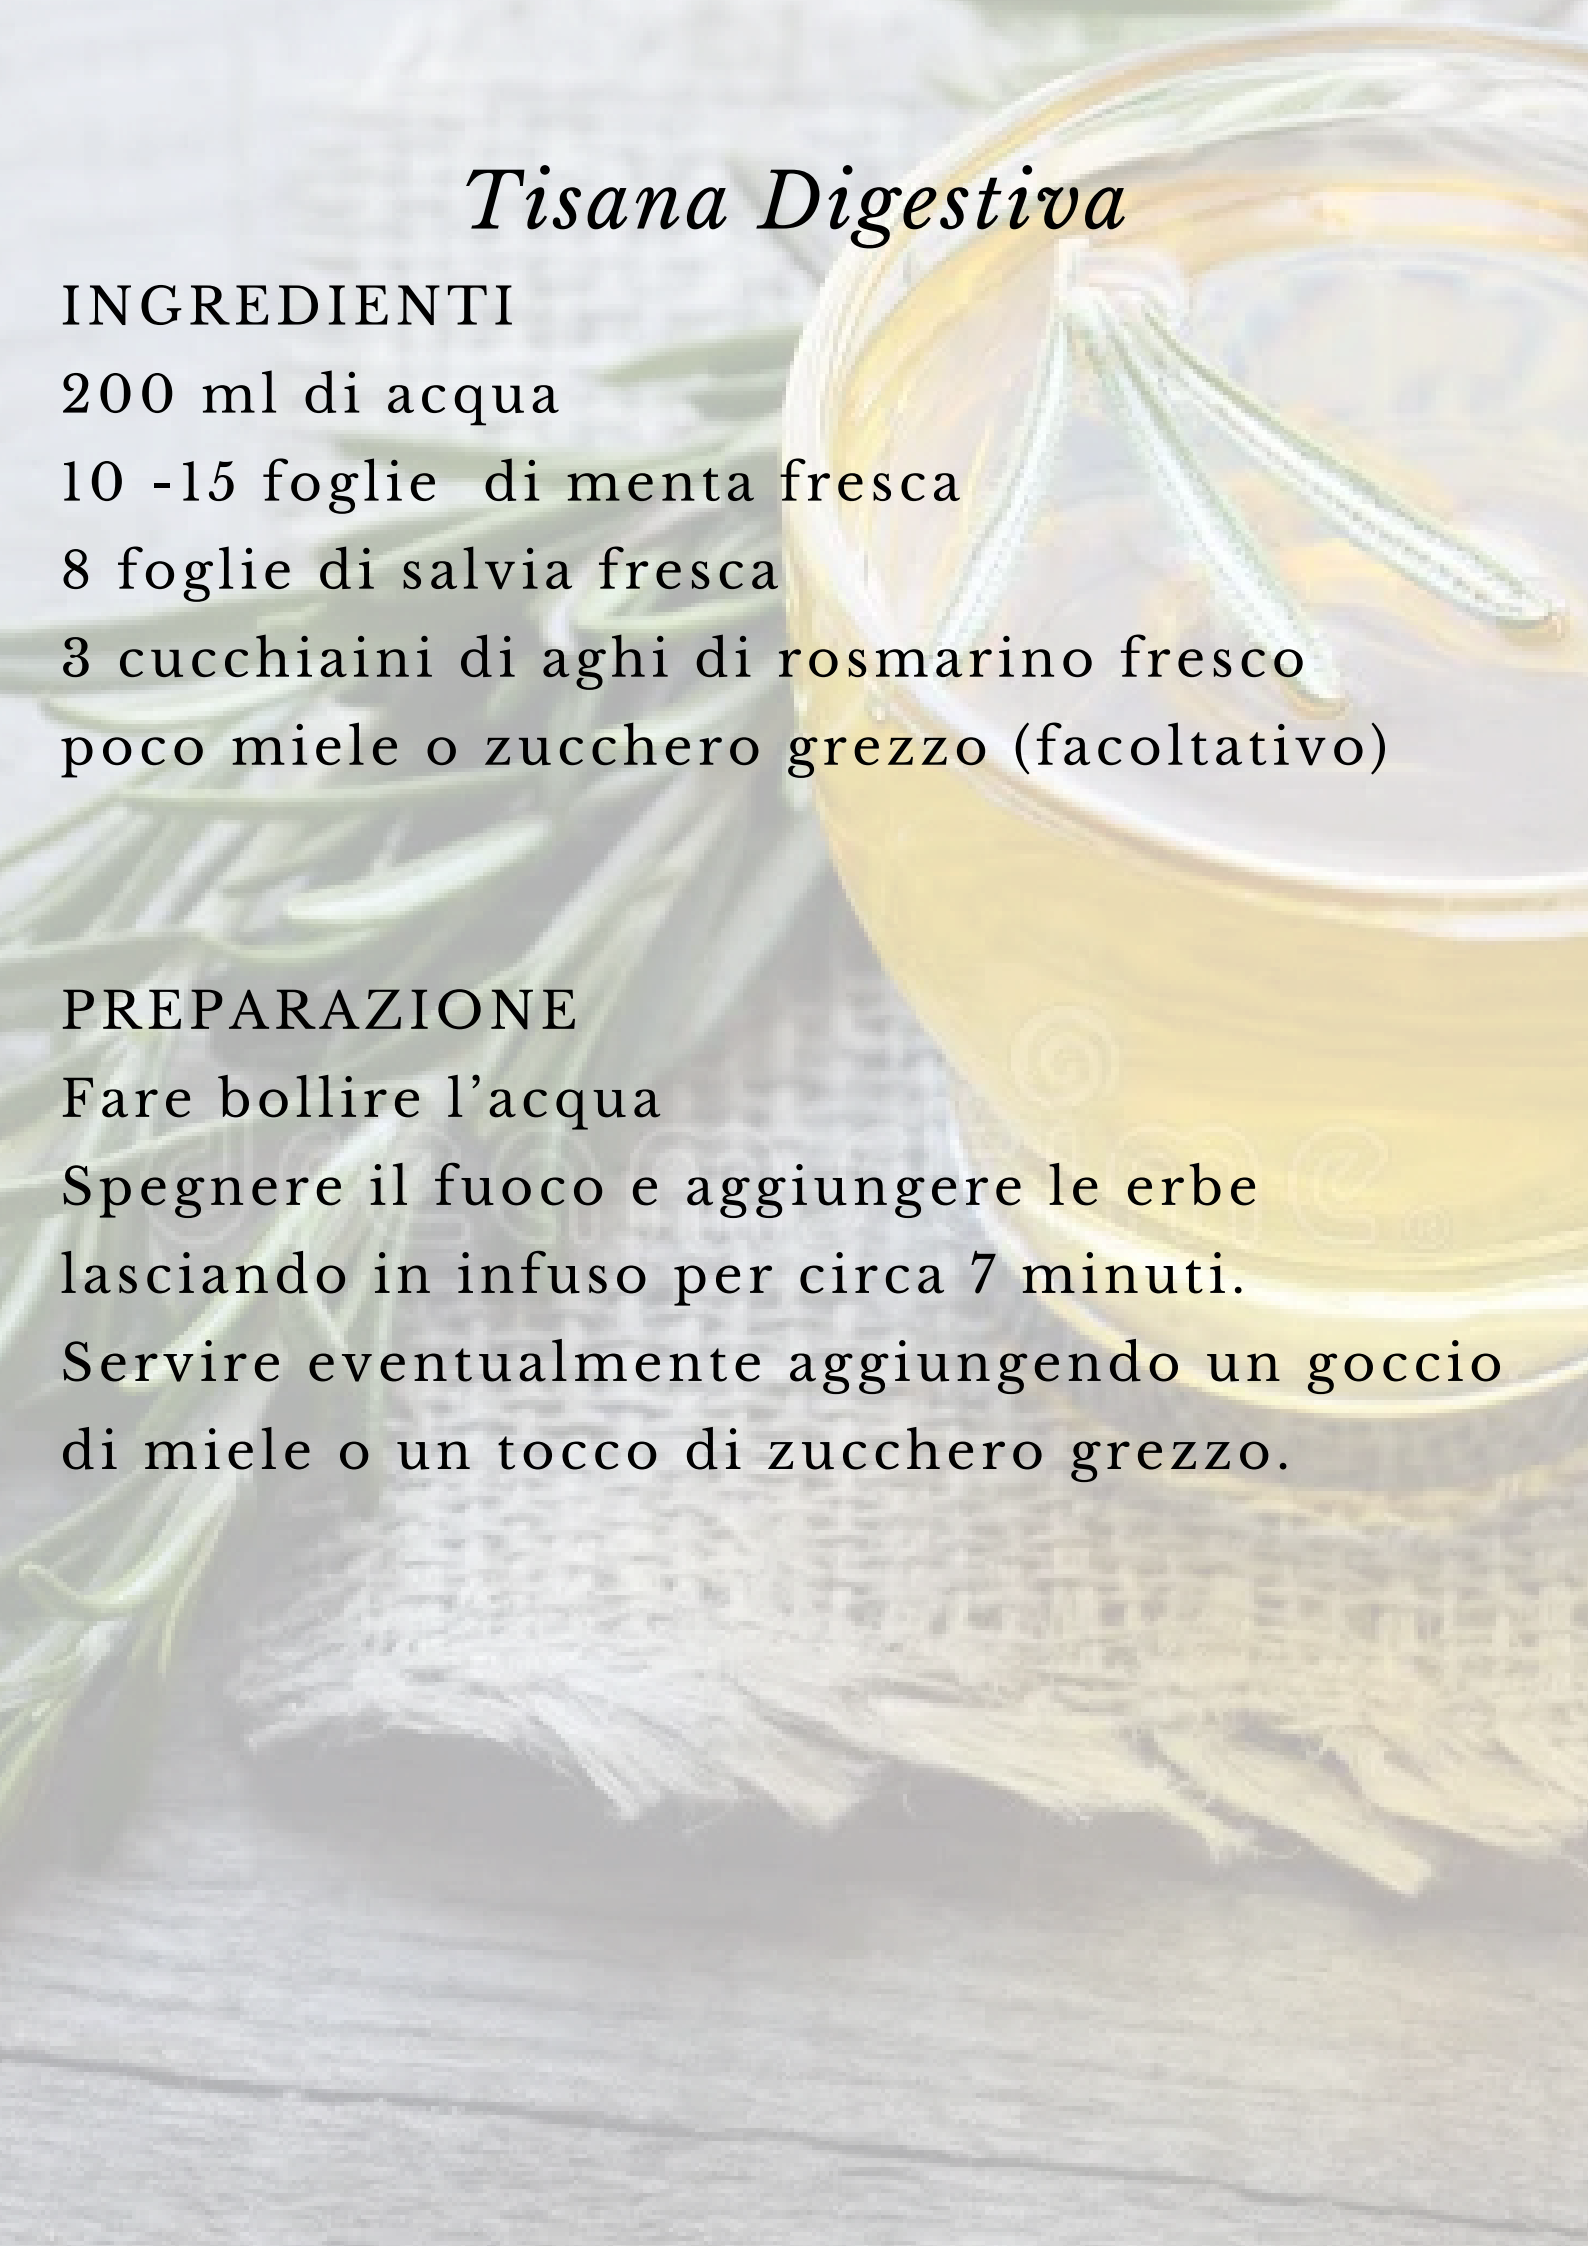 Tisana Digestiva
INGREDIENTI
200 ml di acqua
10 -15 foglie  di menta fresca
8 foglie di salvia fresca
3 cucchiaini di aghi di rosmarino fresco
poco miele o zucchero grezzo (facoltativo)
PREPARAZIONE
Fare bollire l’acqua
Spegnere il fuoco e aggiungere le erbe
lasciando in infuso per circa 7 minuti.
Servire eventualmente aggiungendo un goccio
di miele o un tocco di zucchero grezzo.
dreamstime